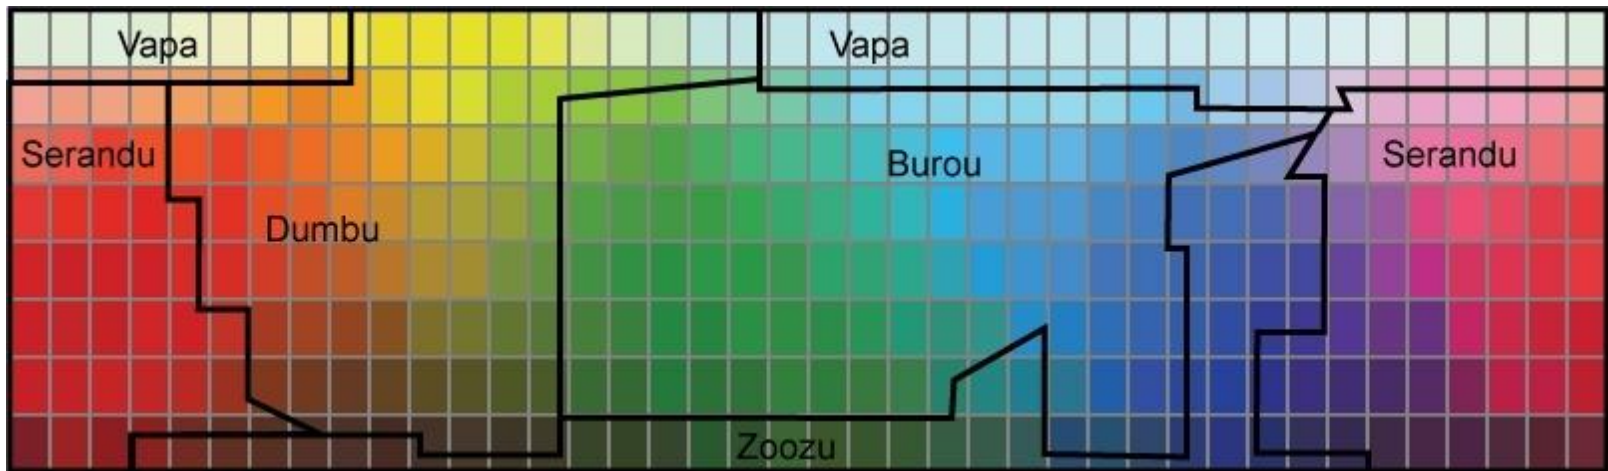 Vapa
Vapa
Serandu
Burou
Serandu
Dumbu
Zoozu